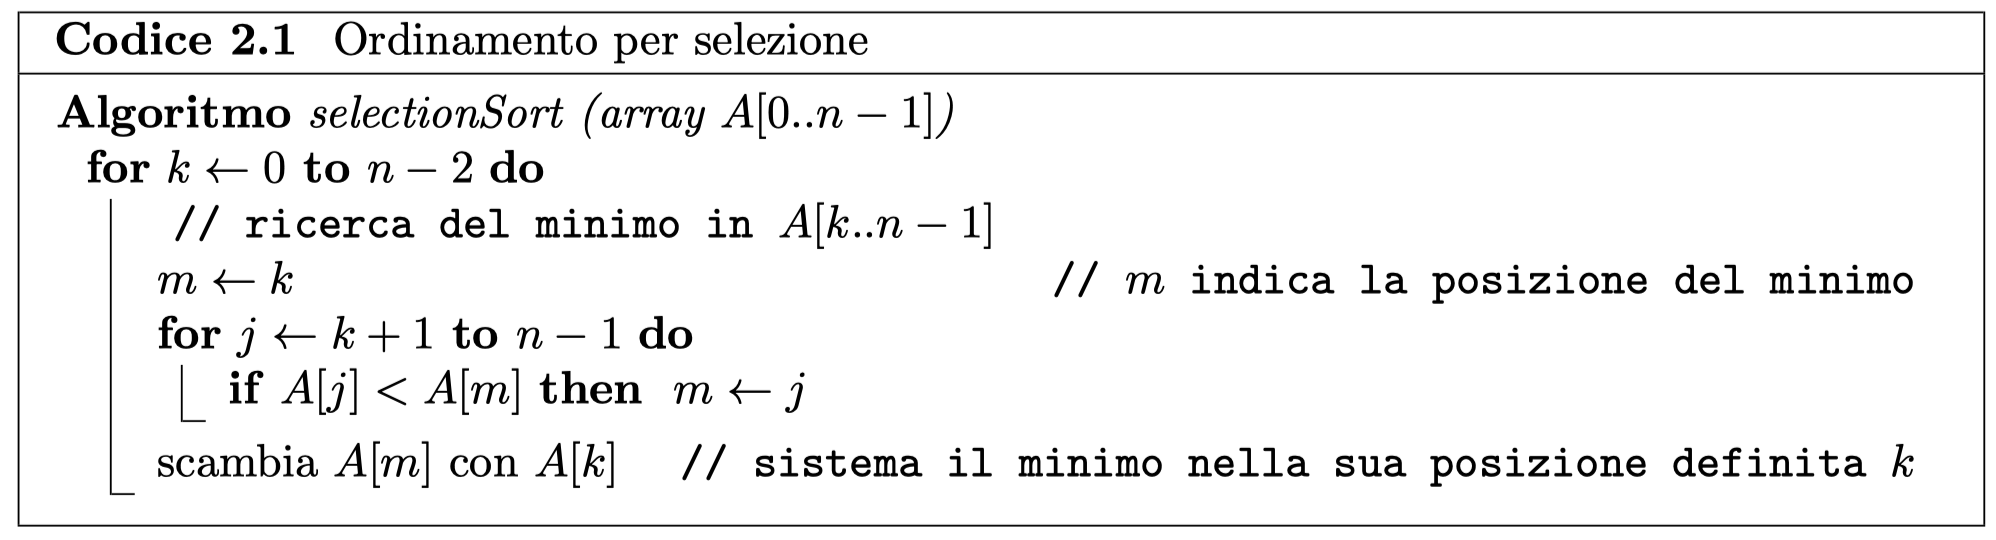 Codice 2.1 Ordinamento per selezione
Algoritmo selectionSort (array A[0..n − 1])
for k ← 0 to n − 2 do
// ricerca del minimo in A[k..n − 1]
m ← k // m indica la posizione del minimo
for j ← k + 1 to n − 1 do
if A[j] < A[m] then m ← j
scambia A[m] con A[k] // sistema il minimo nella sua posizione definita k